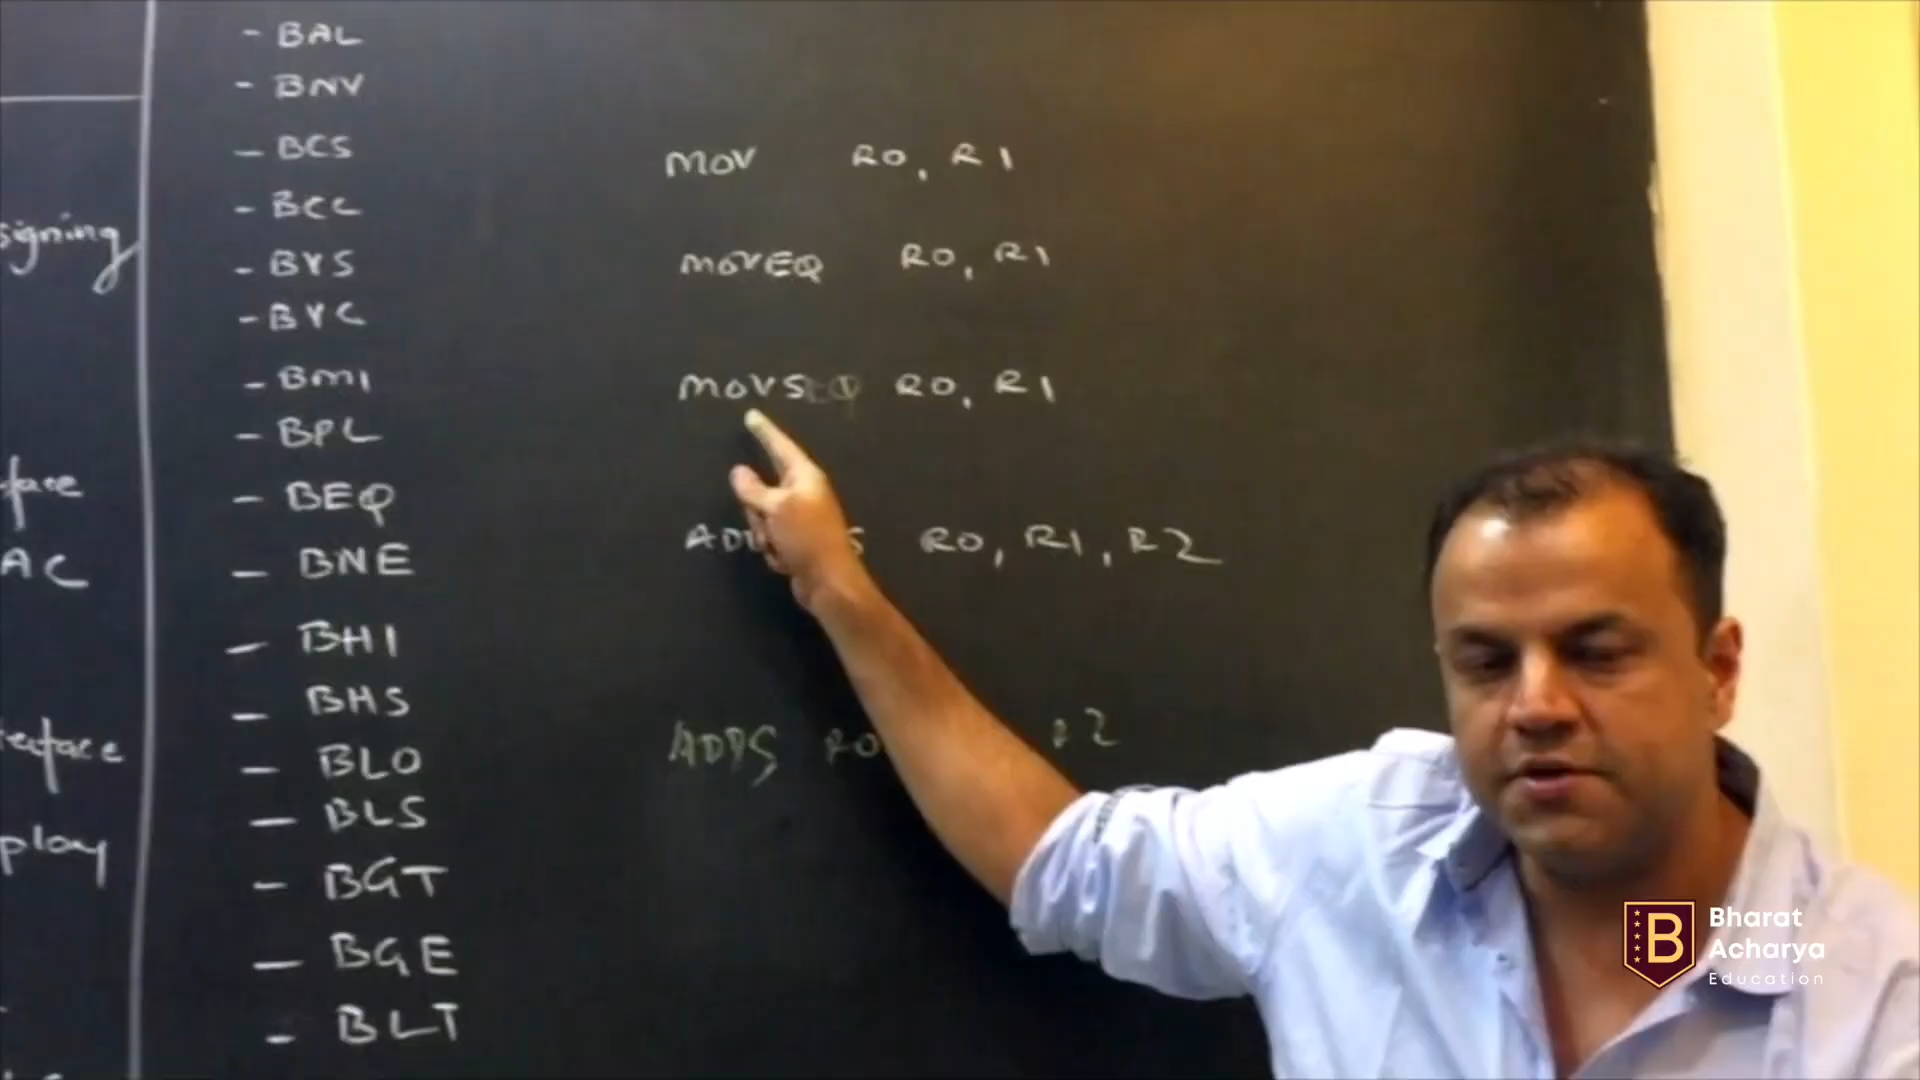 signing
face
AC
terface
play
- BAL
- BNV
- BCS
- BCC
- BVS
- BVC
- BMI
- BPL
- BEQ
- BNE
- BHI
- BHS
- BLO
- BLS
- BGT
- BGE
- BLT
MOV R0, R1
MOVEQ R0, R1
MOVSEQ R0, R1
R0, R1, R2
ADDS R0
Bharat
Acharya
Education
B